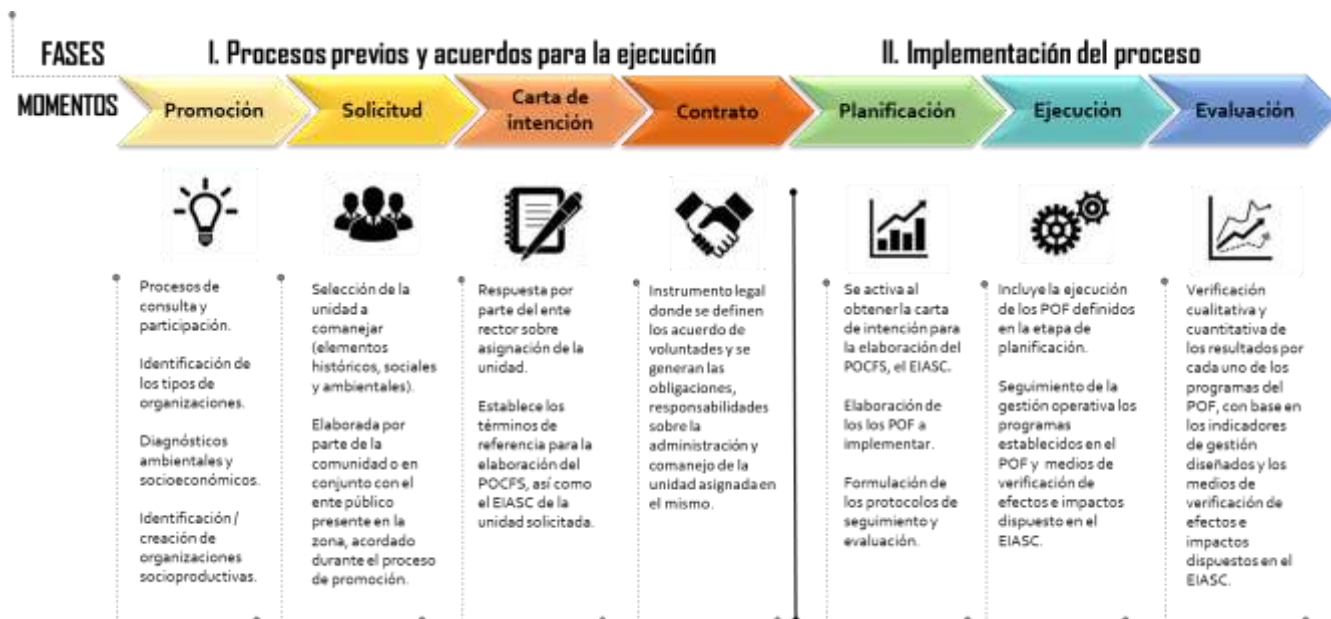 FASES
I. Procesos previos y acuerdos para la ejecución
II. Implementación del proceso
MOMENTOS
Promoción
Solicitud
Carta de
intención
Contrato
Planificación
Ejecución
Evaluación
Procesos de
consulta y
participación.
Identificación de
los tipos de
organizaciones.
Diagnósticos
ambientales y
socioeconómicos.
Identificación /
creación de
organizaciones
socioproductivas.
Selección de la
unidad a
comanejar
(elementos
históricos, sociales
y ambientales).
Elaborada por
parte de la
comunidad o en
conjunto con el
ente público
presente en la
zona, acordado
durante el proceso
de promoción.
Respuesta por
parte del ente
rector sobre
asignación de la
unidad.
Establece los
términos de
referencia para la
elaboración del
POCFS, así como
el EIASC de la
unidad solicitada.
Instrumento legal
donde se definen
los acuerdo de
voluntades y se
generan las
obligaciones,
responsabilidades
sobre la
administración y
comanejo de la
unidad asignada en
el mismo.
Se activa al
obtener la carta
de intención para
la elaboración del
POCFS, el EIASC.
Elaboración de
los los POF a
implementar.
Formulación de
los protocolos de
seguimiento y
evaluación.
Incluye la ejecución
de los POF definidos
en la etapa de
planificación.
Seguimiento de la
gestión operativa los
programas
establecidos en el
POF y medios de
verificación de
efectos e impactos
dispuesto en el
EIASC.
Verificación
cualitativa y
cuantitativa de
los resultados por
cada uno de los
programas del
POF, con base en
los indicadores
de gestión
diseñados y los
medios de
verificación de
efectos e
impactos
dispuestos en el
EIASC.